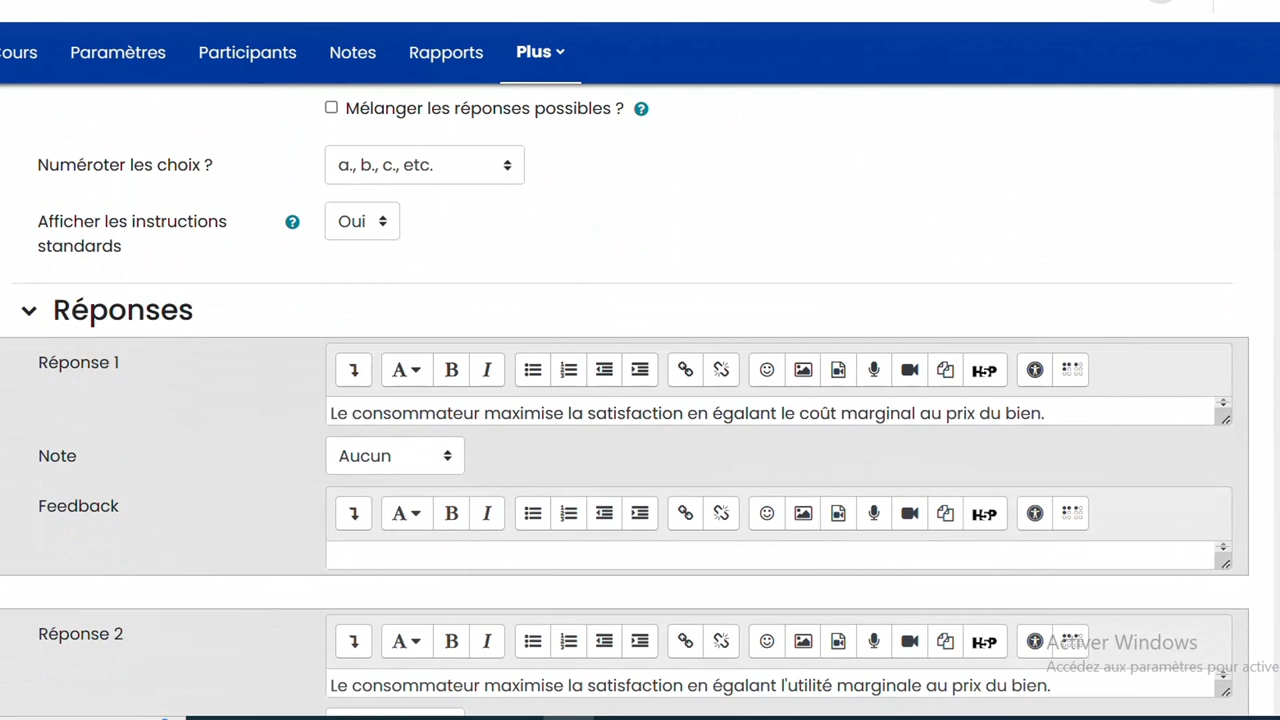 ours Paramètres Participants Notes Rapports Plus
Mélanger les réponses possibles ?
Numéroter les choix ? a., b., c., etc.
Afficher les instructions standards Oui
Réponses
Réponse 1
A B I H5P
Le consommateur maximise la satisfaction en égalant le coût marginal au prix du bien.
Note Aucun
Feedback
A B I H5P
Réponse 2
A B I H5P
Activer Windows
Accédez aux paramètres pour active
Le consommateur maximise la satisfaction en égalant l'utilité marginale au prix du bien.